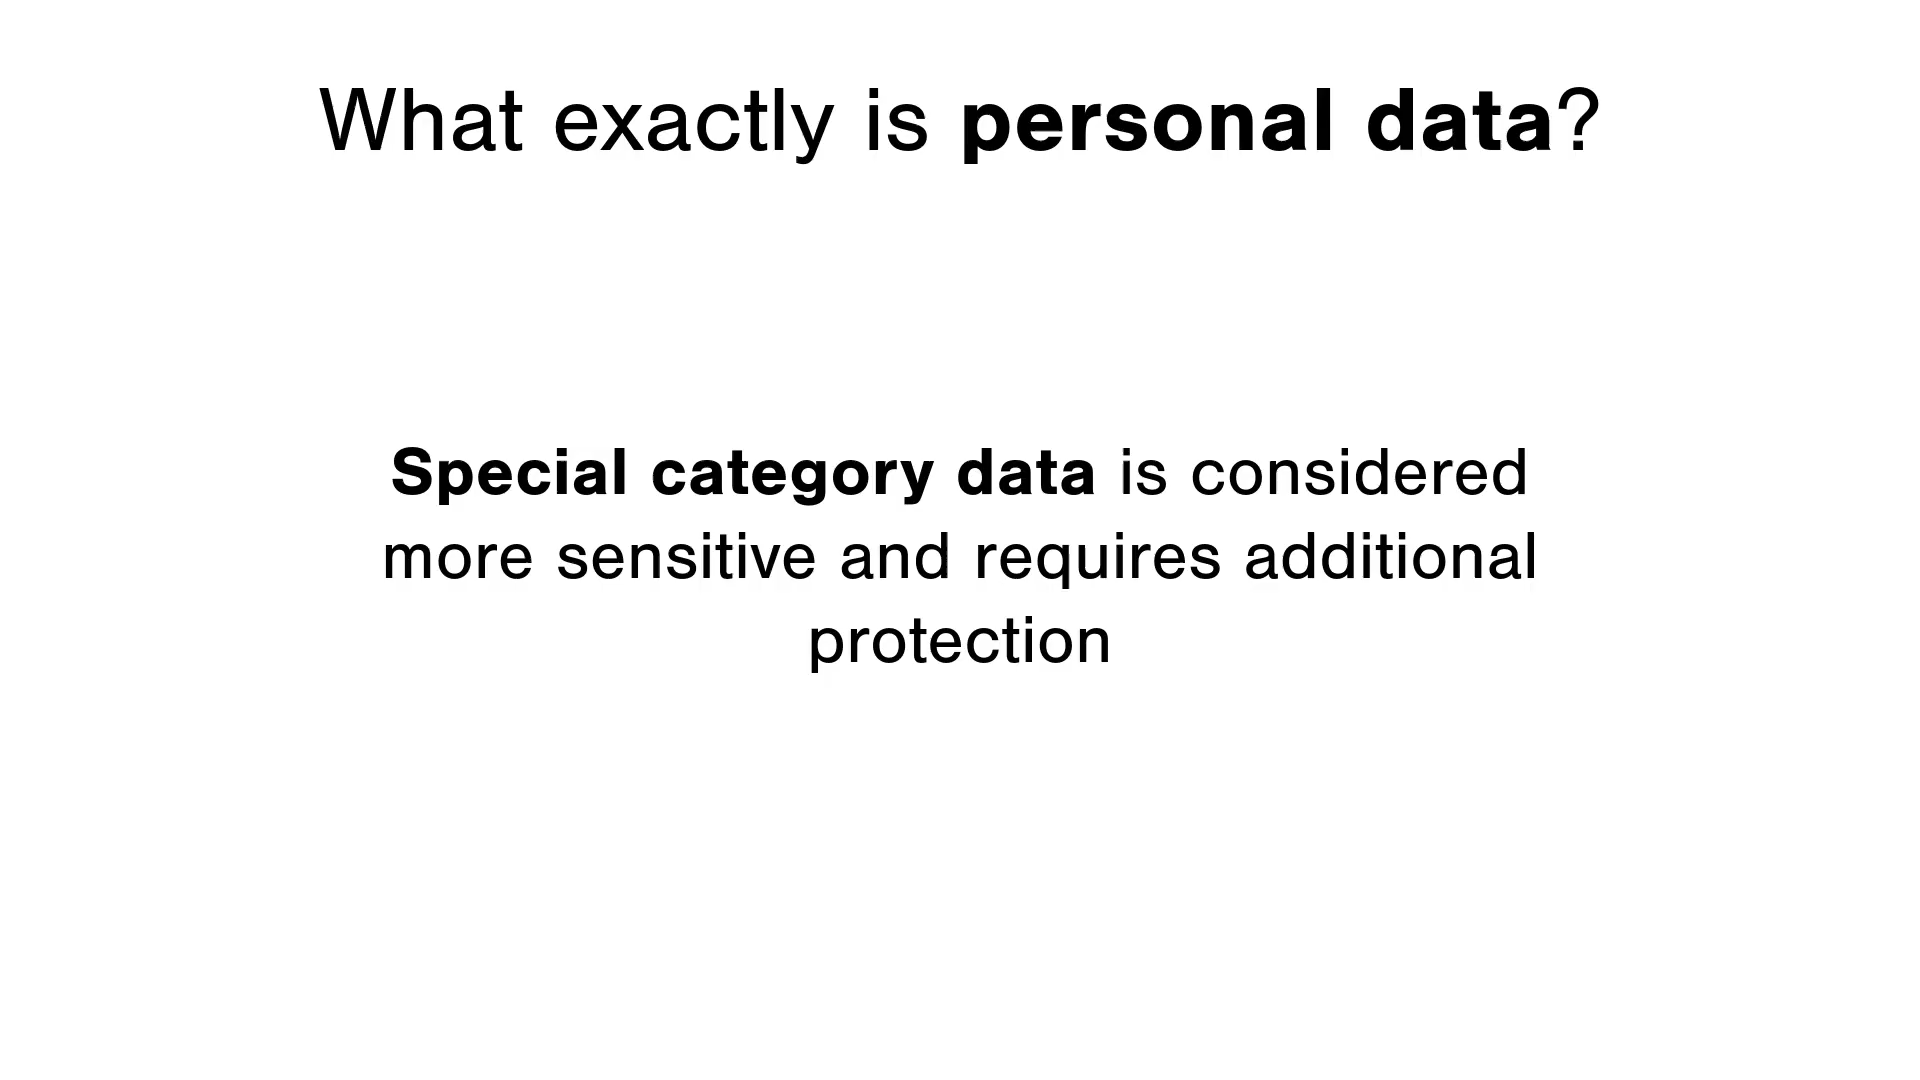 What exactly is personal data?
Special category data is considered
more sensitive and requires additional
protection